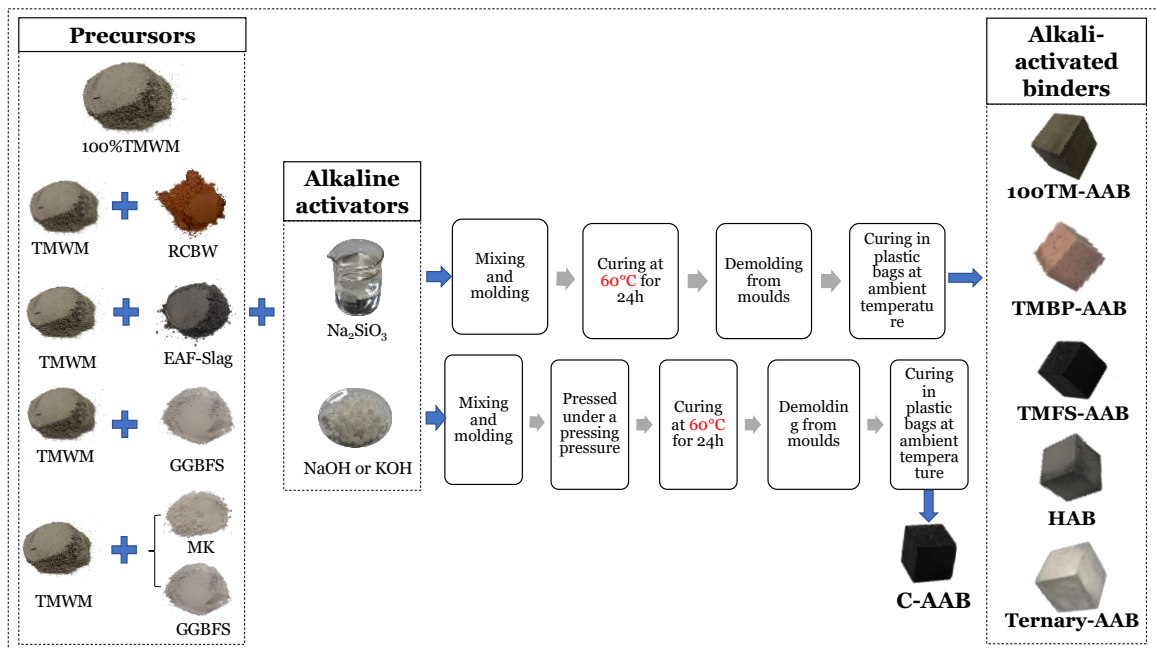 Precursors
100%TMWM
TMWM
RCBW
TMWM
EAF-Slag
TMWM
GGBFS
TMWM
MK
GGBFS
Alkaline
activators
Na₂SiO₃
NaOH or KOH
Mixing
and
molding
Curing at
60°C for
24h
Demolding
from
moulds
Curing in
plastic
bags at
ambient
temperatu
re
Mixing
and
molding
Pressed
under a
pressing
pressure
Curing
at 60°C
for 24h
Demoldin
g from
moulds
Curing
in
plastic
bags at
ambient
tempera
ture
C-AAB
Alkali-
activated
binders
100TM-AAB
TMBP-AAB
TMFS-AAB
HAB
Ternary-AAB